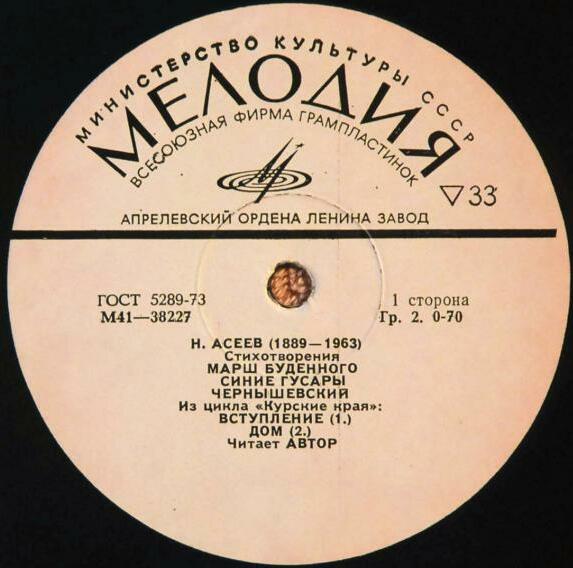 МИНИСТЕРСТВО КУЛЬТУРЫ СССР
МЕЛОДИЯ
ВСЕСОЮЗНАЯ ФИРМА ГРАМПЛАСТИНОК
▽33
АПРЕЛЕВСКИЙ ОРДЕНА ЛЕНИНА ЗАВОД
ГОСТ 5289-73
М41—38227
1 сторона
Гр. 2. 0-70
Н. АСЕЕВ (1889—1963)
Стихотворения
МАРШ БУДЕННОГО
СИНИЕ ГУСАРЫ
ЧЕРНЫШЕВСКИЙ
Из цикла «Курские края»:
ВСТУПЛЕНИЕ (1.)
ДОМ (2.)
Читает АВТОР